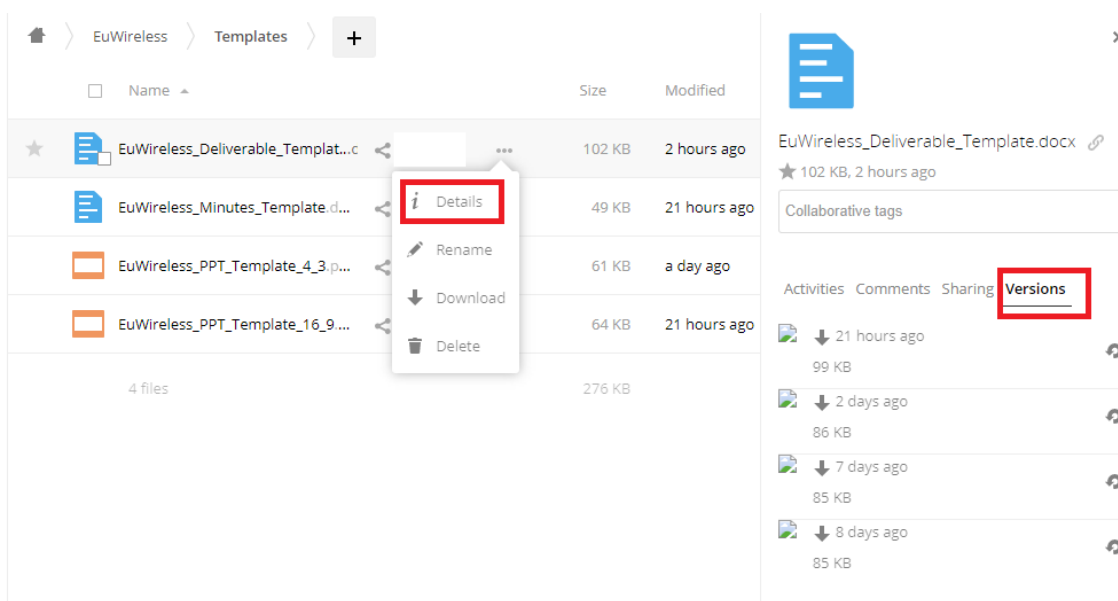 EuWireless Templates +
Name Size Modified
EuWireless_Deliverable_Templat...c 102 KB 2 hours ago
EuWireless_Minutes_Template.d... 49 KB 21 hours ago
EuWireless_PPT_Template_4_3.p... 61 KB a day ago
EuWireless_PPT_Template_16_9.... 64 KB 21 hours ago
4 files 276 KB
i Details
Rename
Download
Delete
EuWireless_Deliverable_Template.docx
102 KB, 2 hours ago
Collaborative tags
Activities Comments Sharing Versions
21 hours ago
99 KB
2 days ago
86 KB
7 days ago
85 KB
8 days ago
85 KB